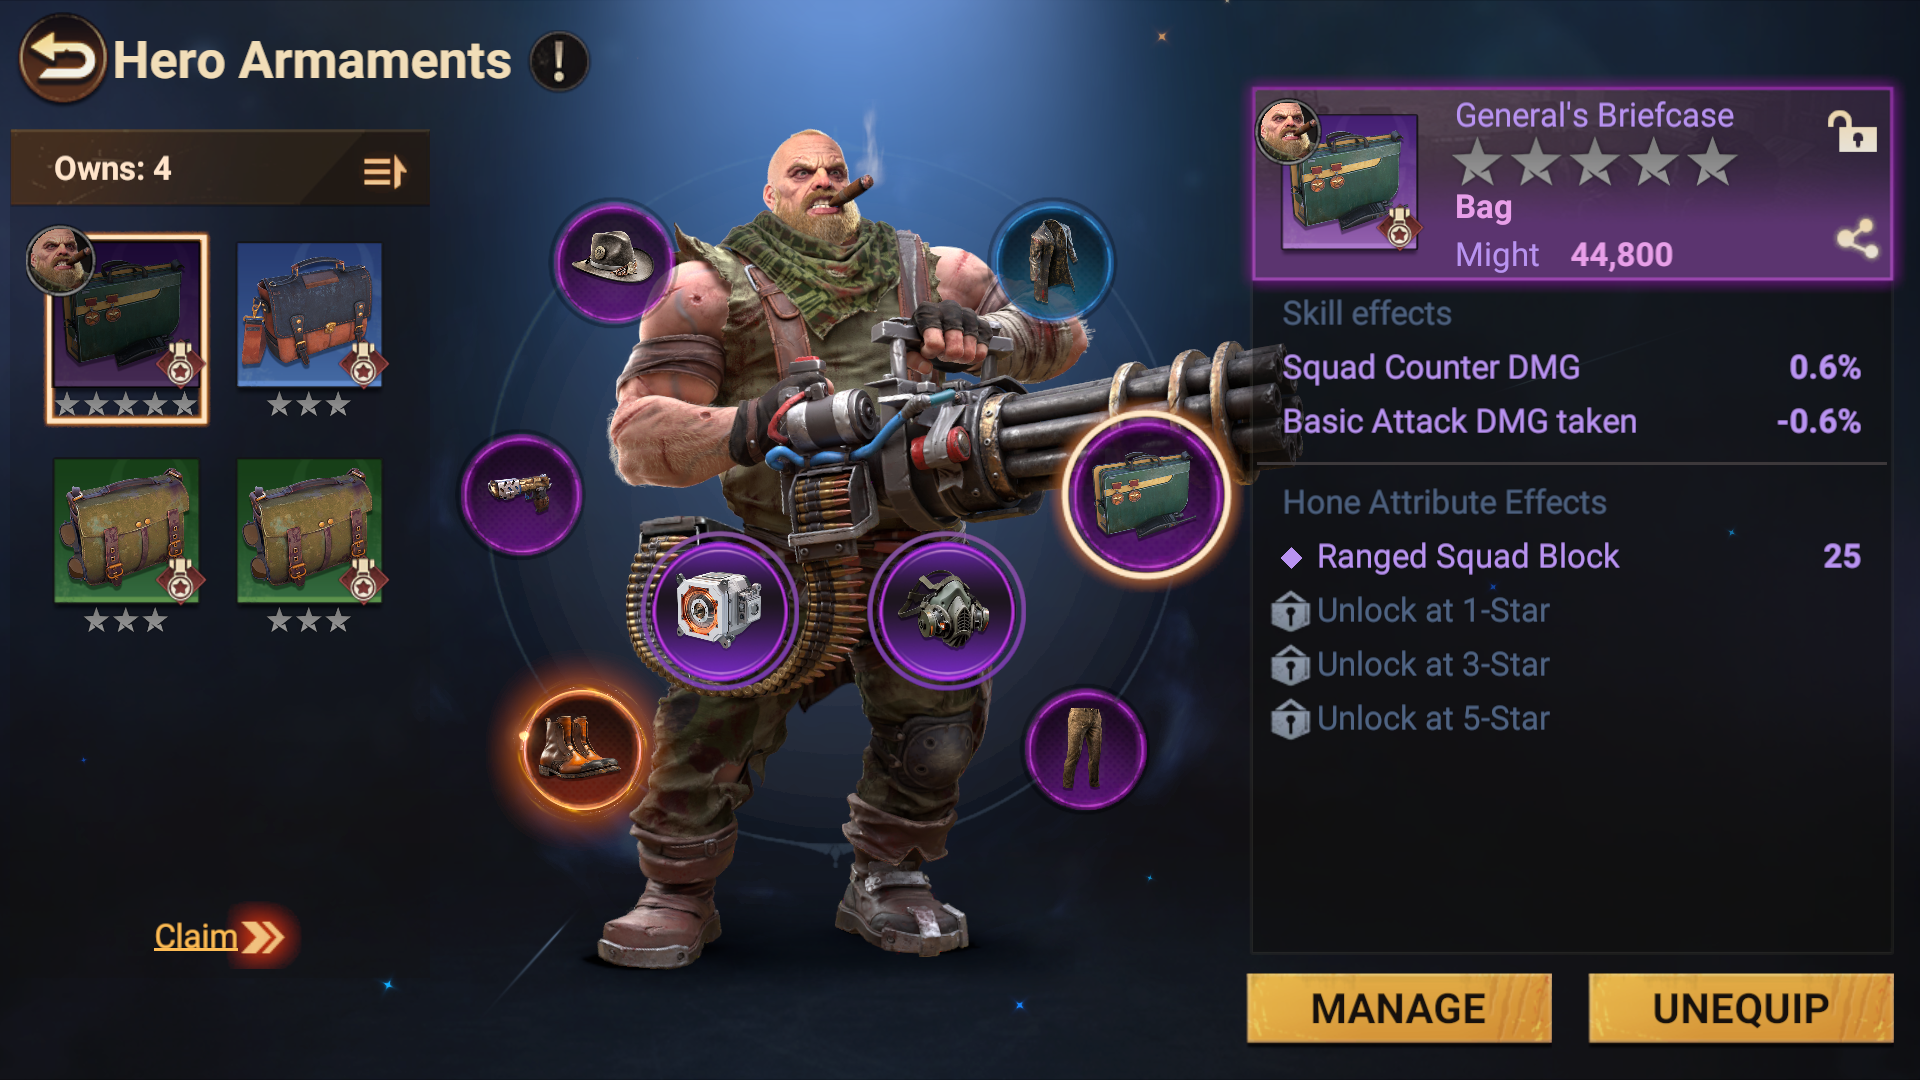 Hero Armaments
!
Owns: 4
Claim
General's Briefcase
Bag
Might 44,800
Skill effects
Squad Counter DMG 0.6%
Basic Attack DMG taken -0.6%
Hone Attribute Effects
Ranged Squad Block 25
Unlock at 1-Star
Unlock at 3-Star
Unlock at 5-Star
MANAGE
UNEQUIP